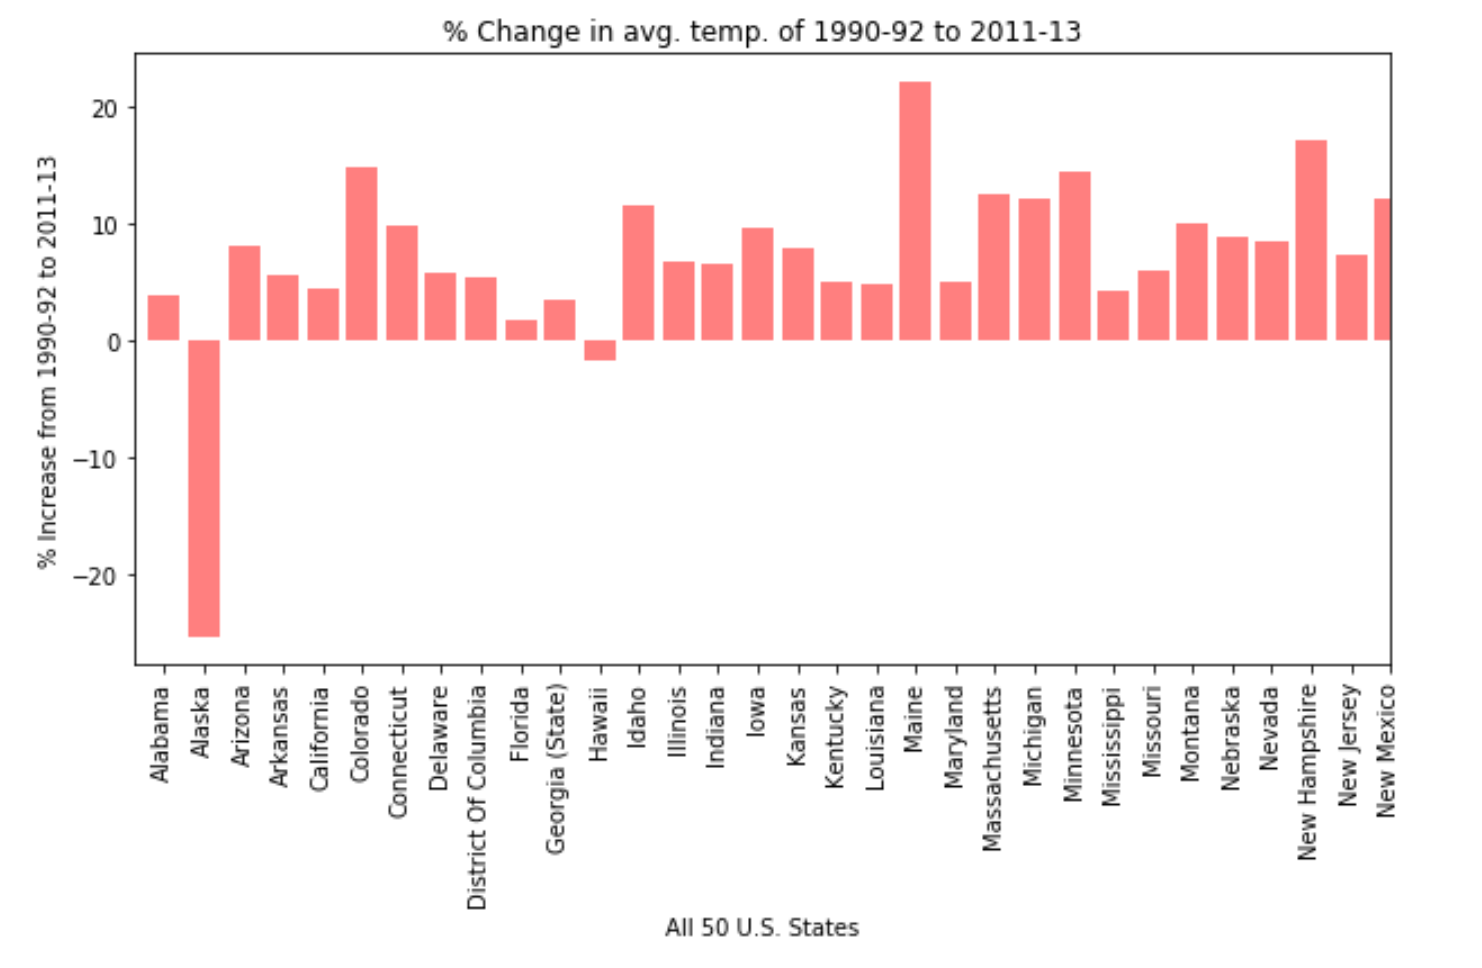 % Change in avg. temp. of 1990-92 to 2011-13
% Increase from 1990-92 to 2011-13
20
10
0
−10
−20
Alabama
Alaska
Arizona
Arkansas
California
Colorado
Connecticut
Delaware
District Of Columbia
Florida
Georgia (State)
Hawaii
Idaho
Illinois
Indiana
Iowa
Kansas
Kentucky
Louisiana
Maine
Maryland
Massachusetts
Michigan
Minnesota
Mississippi
Missouri
Montana
Nebraska
Nevada
New Hampshire
New Jersey
New Mexico
All 50 U.S. States